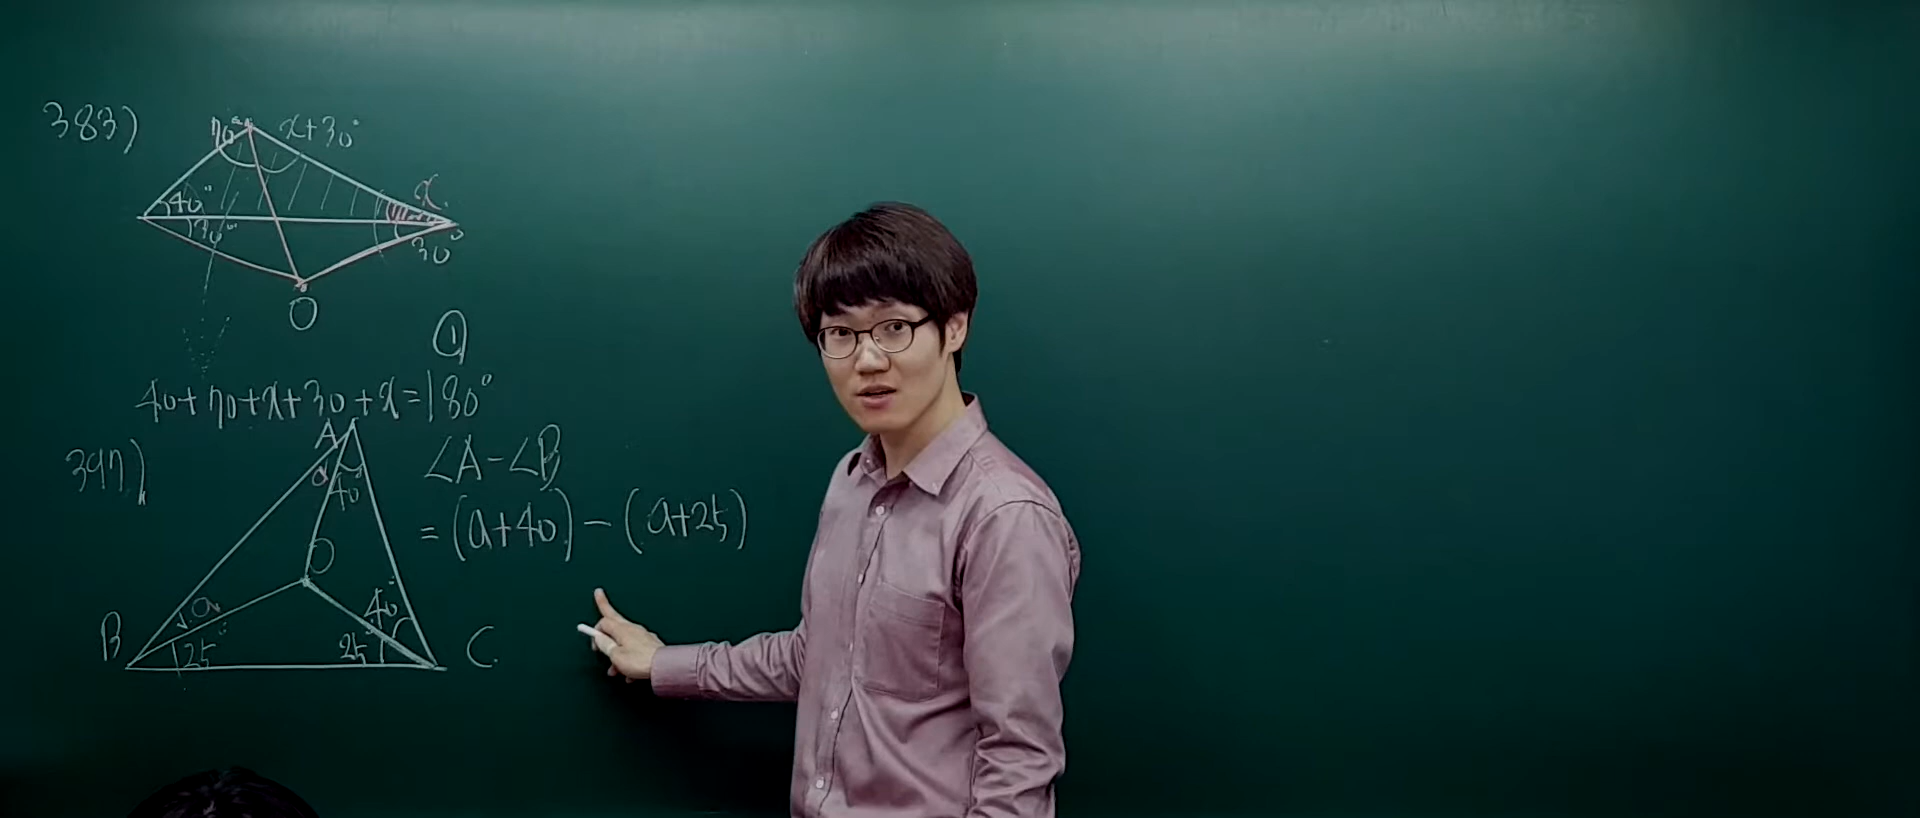 383)
70° x+30°
40° x
30° 30°
O
①
40+70+x+30+x=180°
397)
A
a 40
O
B a 40°
25° 25° C
∠A-∠B
=(a+40)-(a+25)